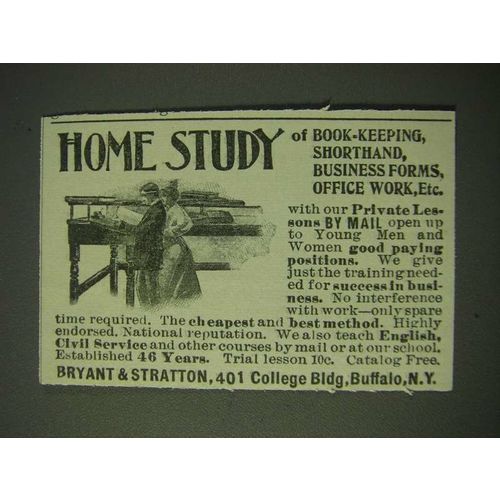 HOME STUDY of BOOK-KEEPING,
SHORTHAND,
BUSINESS FORMS,
OFFICE WORK, Etc.
with our Private Les-
sons BY MAIL open up
to Young Men and
Women good paying
positions. We give
just the training need-
ed for success in busi-
ness. No interference
with work—only spare
time required. The cheapest and best method. Highly
endorsed. National reputation. We also teach English,
Civil Service and other courses by mail or at our school.
Established 46 Years. Trial lesson 10c. Catalog Free.
BRYANT & STRATTON, 401 College Bldg, Buffalo, N.Y.